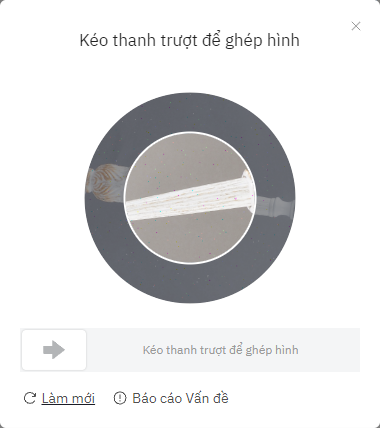 Kéo thanh trượt để ghép hình
Kéo thanh trượt để ghép hình
Làm mới
Báo cáo Vấn đề